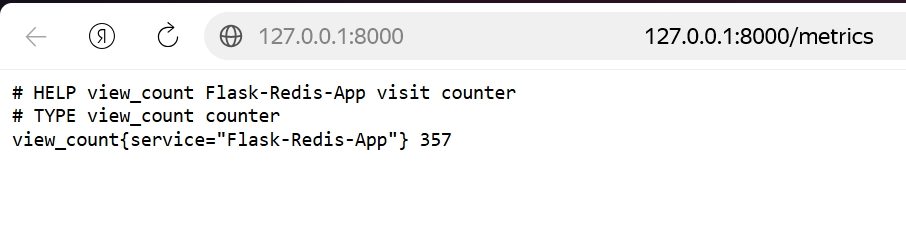 Я 127.0.0.1:8000 127.0.0.1:8000/metrics
# HELP view_count Flask-Redis-App visit counter
# TYPE view_count counter
view_count{service="Flask-Redis-App"} 357